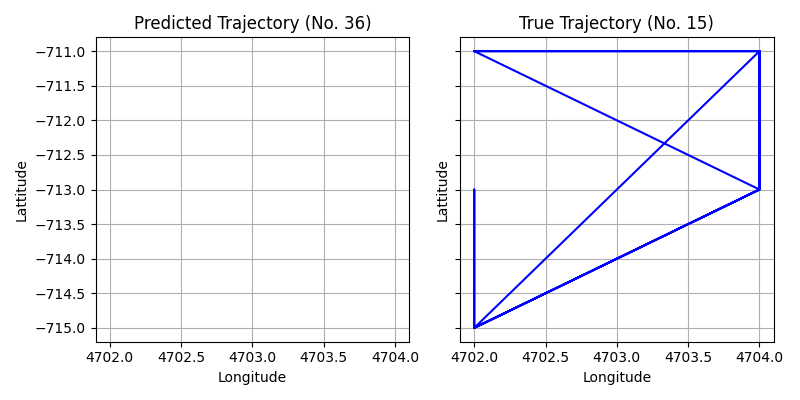 Predicted Trajectory (No. 36)
True Trajectory (No. 15)
−711.0
−711.5
−712.0
−712.5
−713.0
−713.5
−714.0
−714.5
−715.0
Lattitude
Lattitude
4702.0 4702.5 4703.0 4703.5 4704.0
4702.0 4702.5 4703.0 4703.5 4704.0
Longitude
Longitude